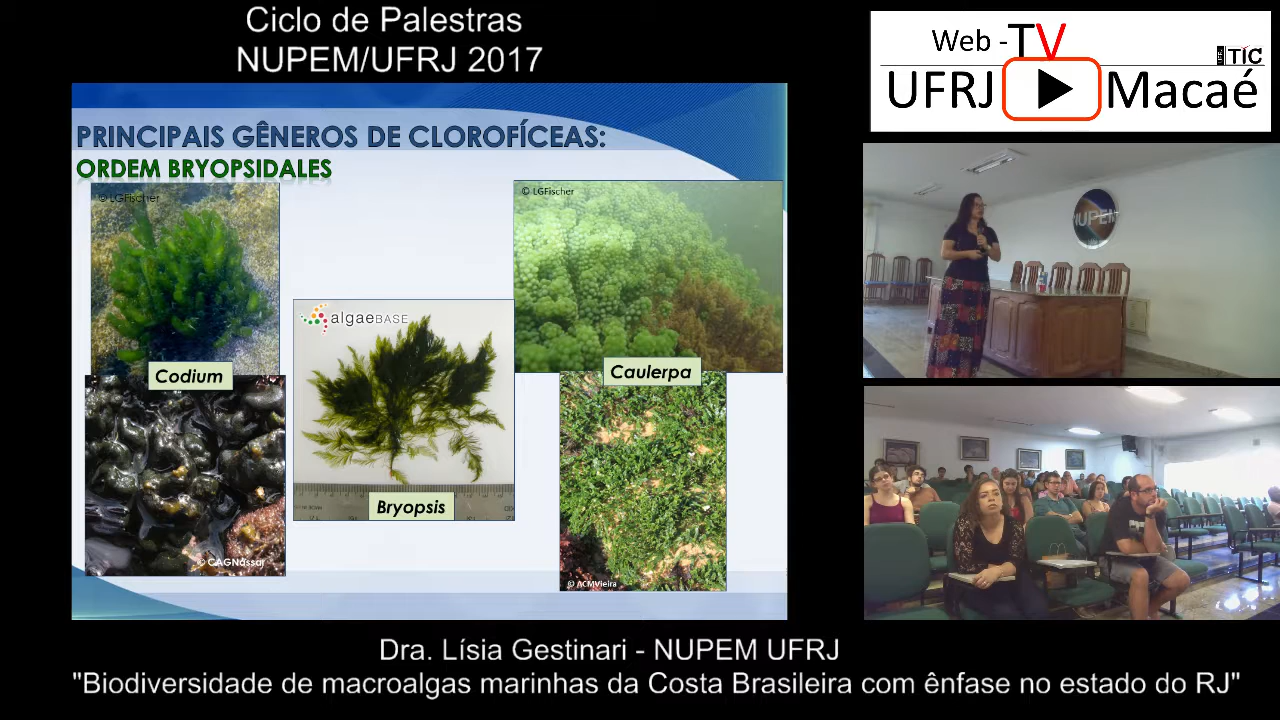 Ciclo de Palestras
NUPEM/UFRJ 2017
Web - TV
TIC
UFRJ Macaé
PRINCIPAIS GÊNEROS DE CLOROFÍCEAS:
ORDEM BRYOPSIDALES
© LGFischer
© LGFischer
algaeBASE
Codium
Caulerpa
Bryopsis
© CAGNassar
© ACMVieira
NUPEM
Dra. Lísia Gestinari - NUPEM UFRJ
"Biodiversidade de macroalgas marinhas da Costa Brasileira com ênfase no estado do RJ"